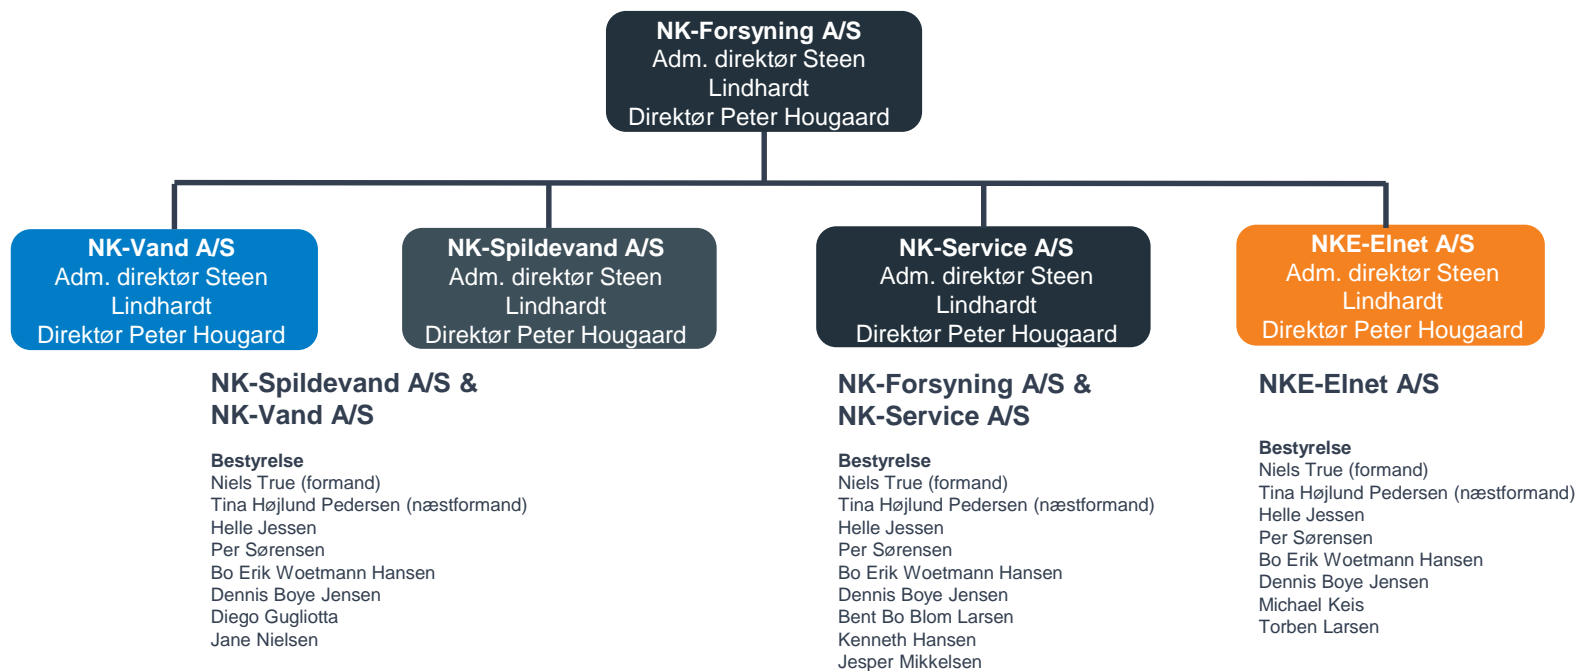 NK-Forsyning A/S
Adm. direktør Steen
Lindhardt
Direktør Peter Hougaard
NK-Vand A/S
Adm. direktør Steen
Lindhardt
Direktør Peter Hougard
NK-Spildevand A/S
Adm. direktør Steen
Lindhardt
Direktør Peter Hougaard
NK-Service A/S
Adm. direktør Steen
Lindhardt
Direktør Peter Hougaard
NKE-Elnet A/S
Adm. direktør Steen
Lindhardt
Direktør Peter Hougaard
NK-Spildevand A/S &
NK-Vand A/S
Bestyrelse
Niels True (formand)
Tina Højlund Pedersen (næstformand)
Helle Jessen
Per Sørensen
Bo Erik Woetmann Hansen
Dennis Boye Jensen
Diego Gugliotta
Jane Nielsen
NK-Forsyning A/S &
NK-Service A/S
Bestyrelse
Niels True (formand)
Tina Højlund Pedersen (næstformand)
Helle Jessen
Per Sørensen
Bo Erik Woetmann Hansen
Dennis Boye Jensen
Bent Bo Blom Larsen
Kenneth Hansen
Jesper Mikkelsen
NKE-Elnet A/S
Bestyrelse
Niels True (formand)
Tina Højlund Pedersen (næstformand)
Helle Jessen
Per Sørensen
Bo Erik Woetmann Hansen
Dennis Boye Jensen
Michael Keis
Torben Larsen